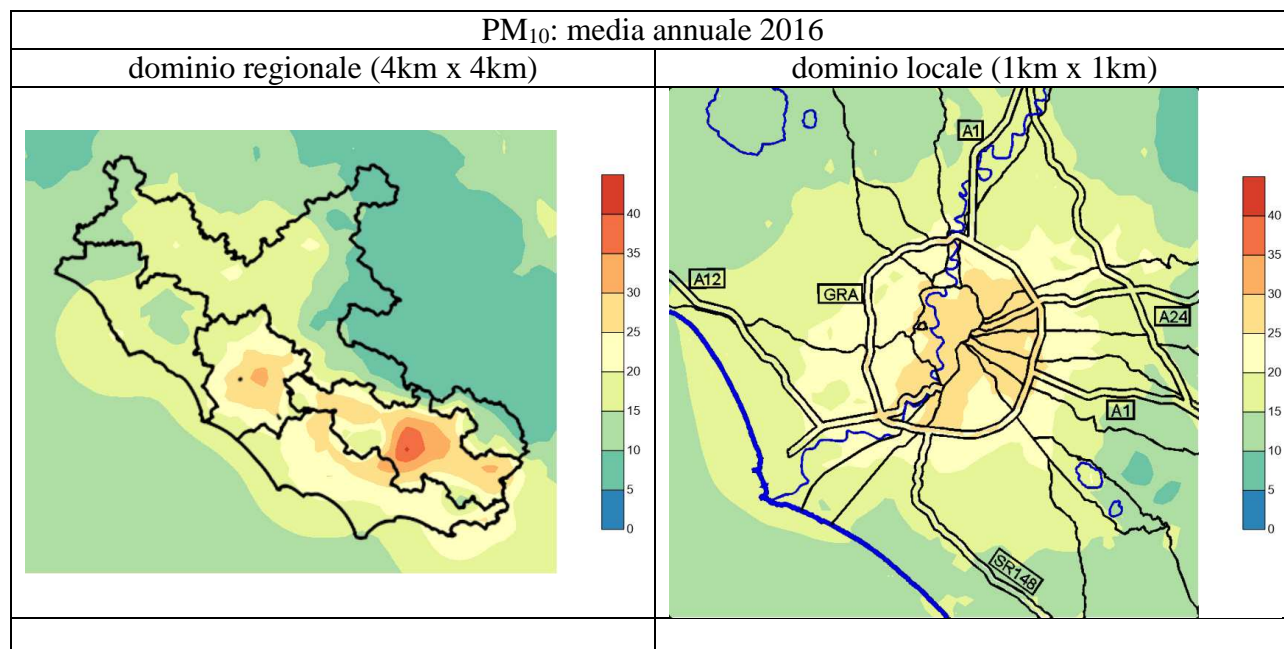 PM₁₀: media annuale 2016
dominio regionale (4km x 4km)
dominio locale (1km x 1km)
40
35
30
25
20
15
10
5
0
A1
A12
GRA
A24
A1
SR148
40
35
30
25
20
15
10
5
0